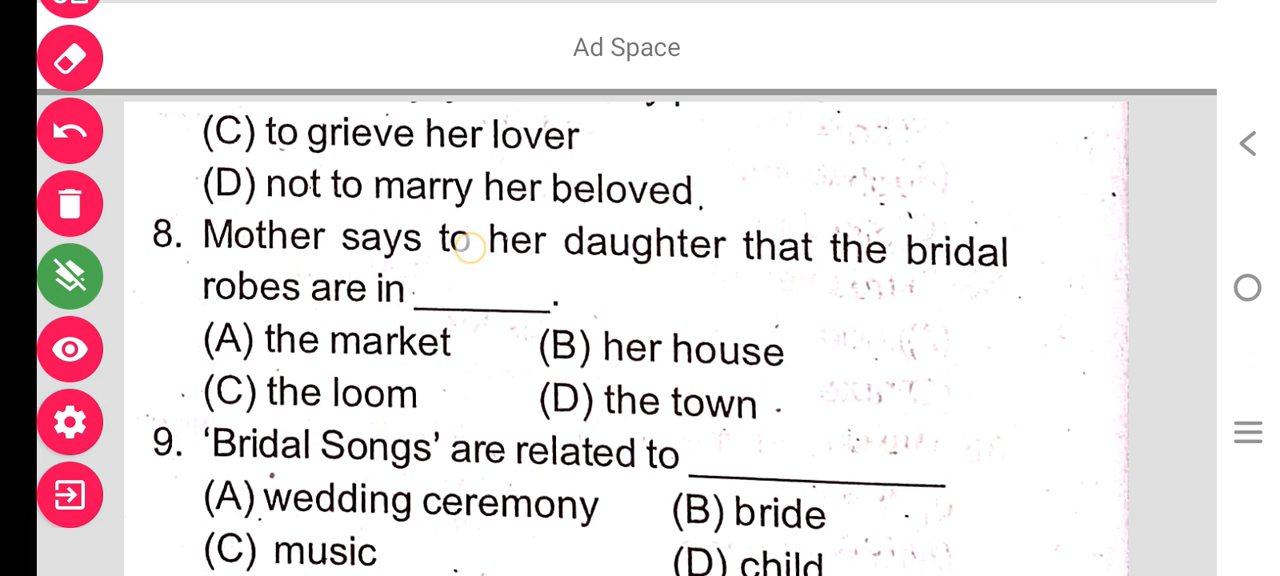 Ad Space
(C) to grieve her lover
(D) not to marry her beloved.
8. Mother says to her daughter that the bridal
robes are in ______.
(A) the market (B) her house
(C) the loom (D) the town
9. ‘Bridal Songs’ are related to ______
(A) wedding ceremony (B) bride
(C) music (D) child